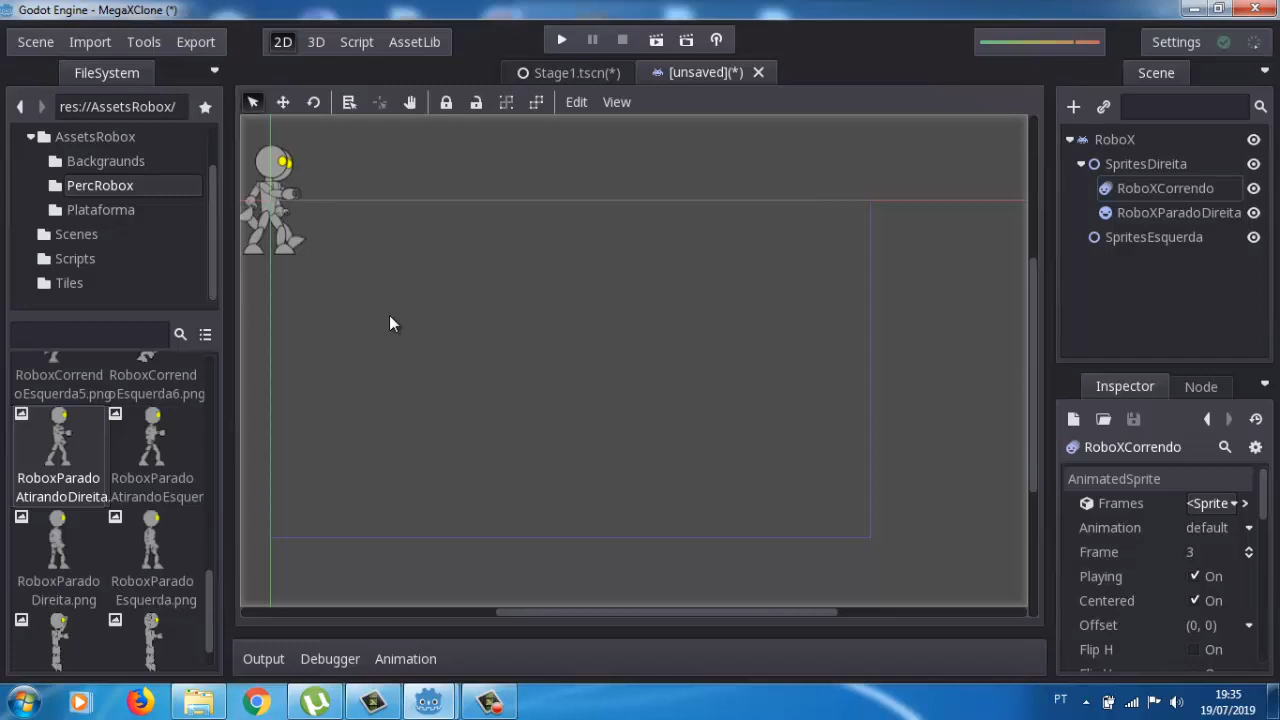 Godot Engine - MegaXClone (*)
Scene Import Tools Export
2D 3D Script AssetLib
Settings
FileSystem
Stage1.tscn(*)
[unsaved](*)
Scene
res://AssetsRobox/
Edit View
AssetsRobox
Backgrounds
PercRobox
Plataforma
Scenes
Scripts
Tiles
RoboxCorrend
oEsquerda5.png
RoboxCorrend
oEsquerda6.png
RoboxParado
AtirandoDireita.
RoboxParado
AtirandoEsquer
RoboxParado
Direita.png
RoboxParado
Esquerda.png
Output Debugger Animation
RoboX
SpritesDireita
RoboXCorrendo
RoboXParadoDireita
SpritesEsquerda
Inspector Node
RoboXCorrendo
AnimatedSprite
Frames <Sprite
Animation default
Frame 3
Playing On
Centered On
Offset (0, 0)
Flip H On
PT
19:35
19/07/2019